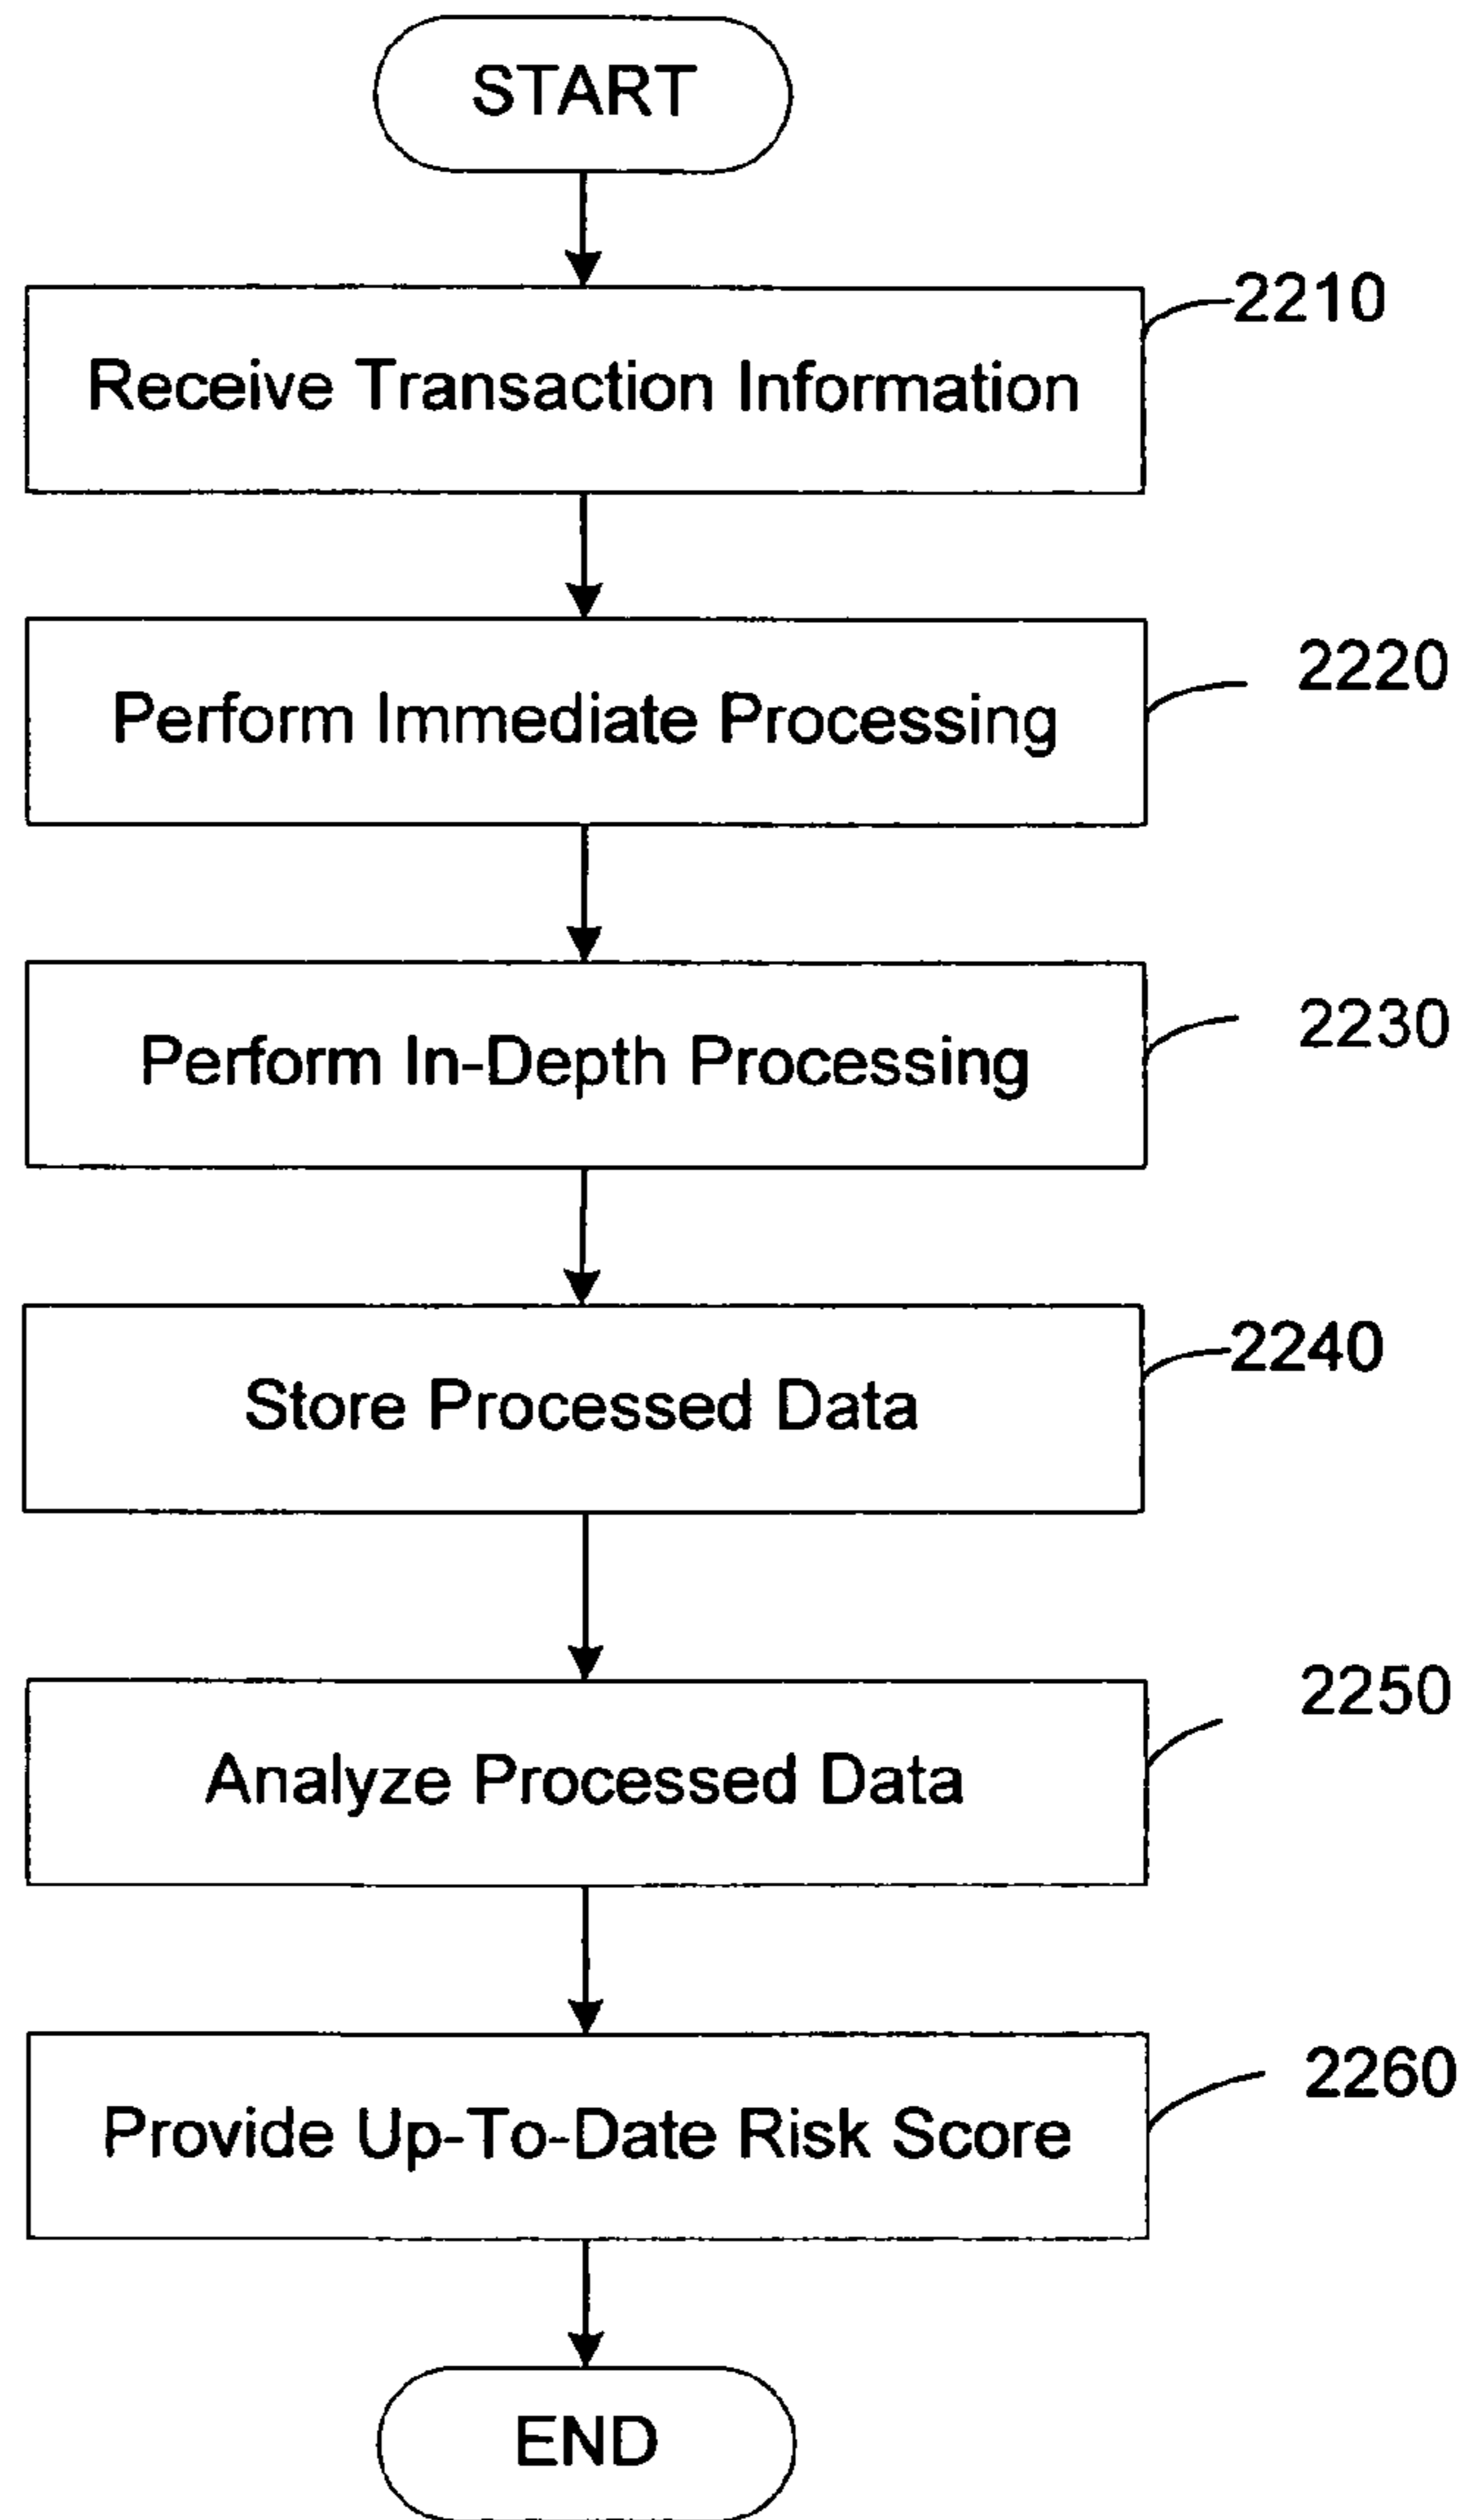 START
2210
Receive Transaction Information
2220
Perform Immediate Processing
2230
Perform In-Depth Processing
2240
Store Processed Data
2250
Analyze Processed Data
2260
Provide Up-To-Date Risk Score
END